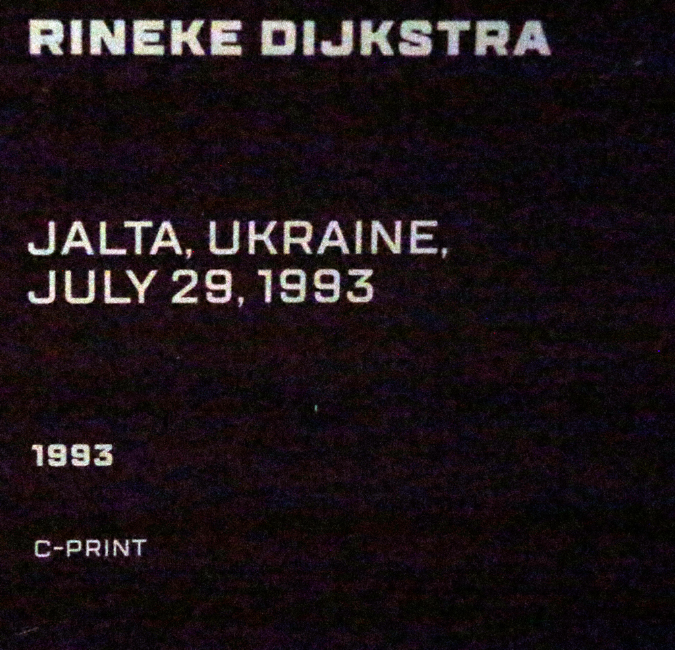 RINEKE DIJKSTRA
JALTA, UKRAINE,
JULY 29, 1993
1993
C-PRINT